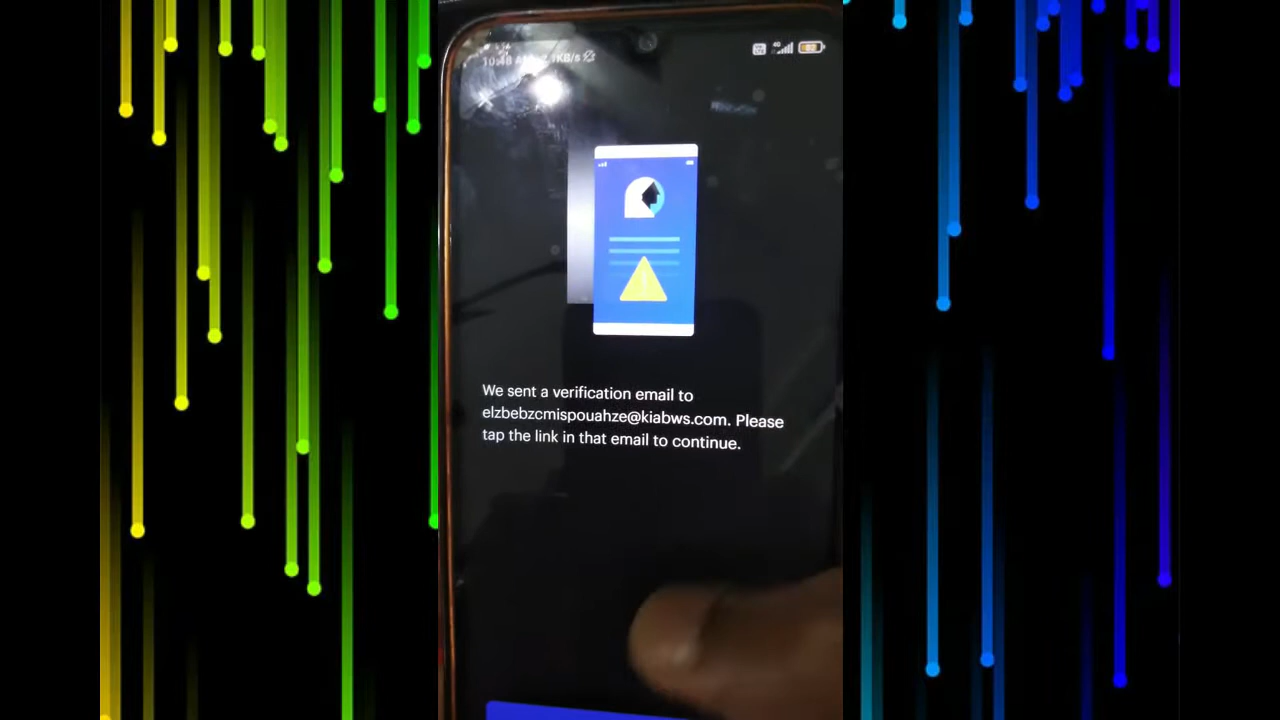 We sent a verification email to
elzbebzcmispouahze@kiabws.com. Please
tap the link in that email to continue.